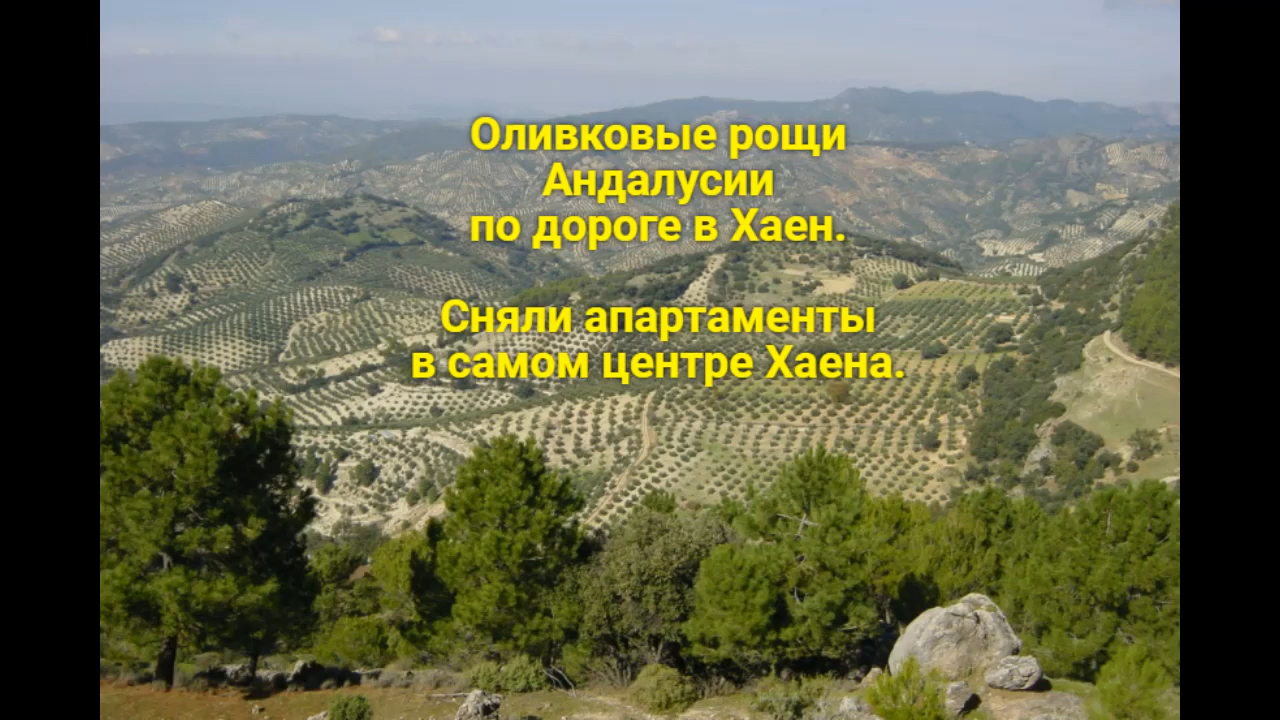 Оливковые рощи
Андалусии
по дороге в Хаен.
Сняли апартаменты
в самом центре Хаена.